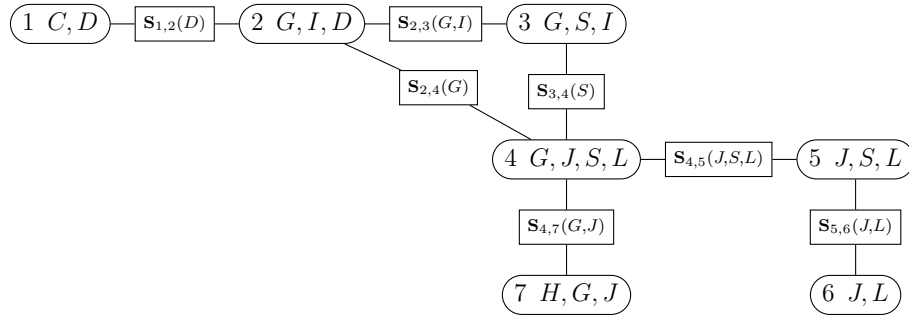 1 C, D S1,2(D) 2 G, I, D S2,3(G,I) 3 G, S, I
S2,4(G) S3,4(S)
4 G, J, S, L S4,5(J,S,L) 5 J, S, L
S4,7(G,J) S5,6(J,L)
7 H, G, J 6 J, L